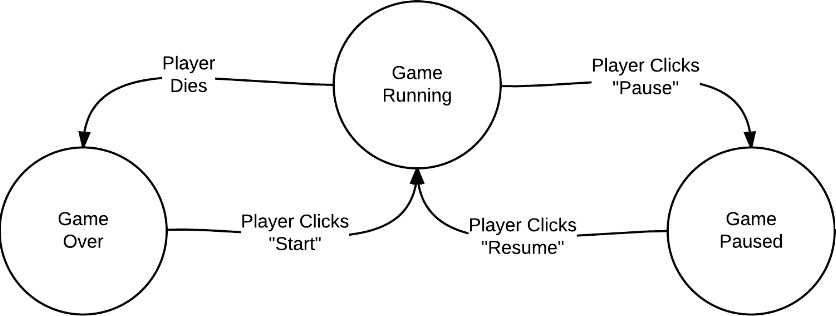 Player
Dies
Game
Running
Player Clicks
"Pause"
Game
Over
Player Clicks
"Start"
Player Clicks
"Resume"
Game
Paused